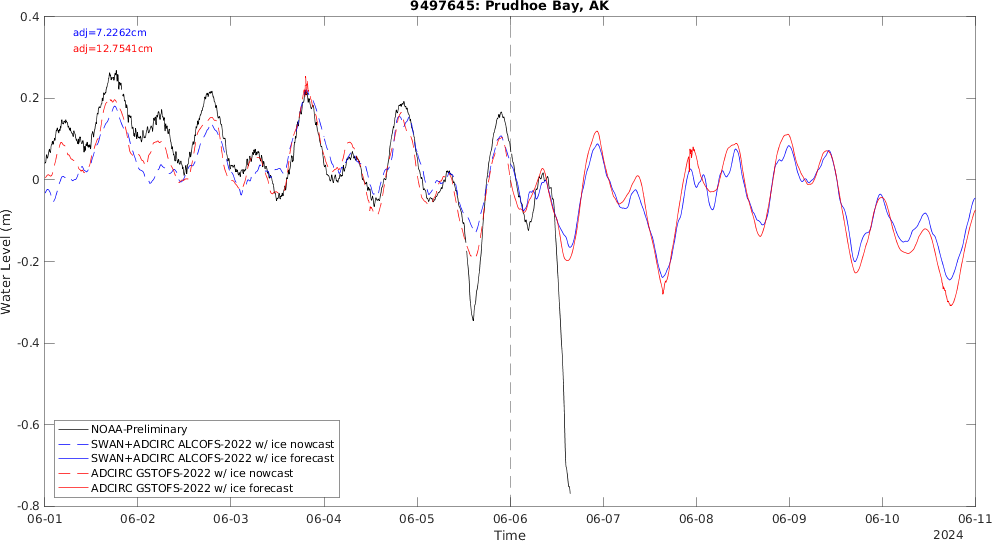 9497645: Prudhoe Bay, AK
adj=7.2262cm
adj=12.7541cm
0.4
0.2
0
-0.2
-0.4
-0.6
-0.8
Water Level (m)
NOAA-Preliminary
SWAN+ADCIRC ALCOFS-2022 w/ ice nowcast
SWAN+ADCIRC ALCOFS-2022 w/ ice forecast
ADCIRC GSTOFS-2022 w/ ice nowcast
ADCIRC GSTOFS-2022 w/ ice forecast
06-01 06-02 06-03 06-04 06-05 06-06 06-07 06-08 06-09 06-10 06-11
Time
2024